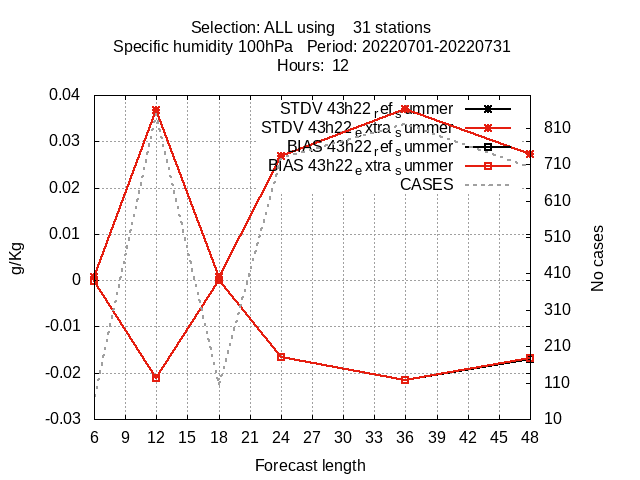 Selection: ALL using    31 stations
Specific humidity 100hPa   Period: 20220701-20220731
Hours:  12
0.04
0.03
0.02
0.01
0
-0.01
-0.02
-0.03
g/Kg
STDV 43h22_ref_summer
STDV 43h22_extra_summer
BIAS 43h22_ref_summer
BIAS 43h22_extra_summer
CASES
810
710
610
510
410
310
210
110
10
No cases
6 9 12 15 18 21 24 27 30 33 36 39 42 45 48
Forecast length